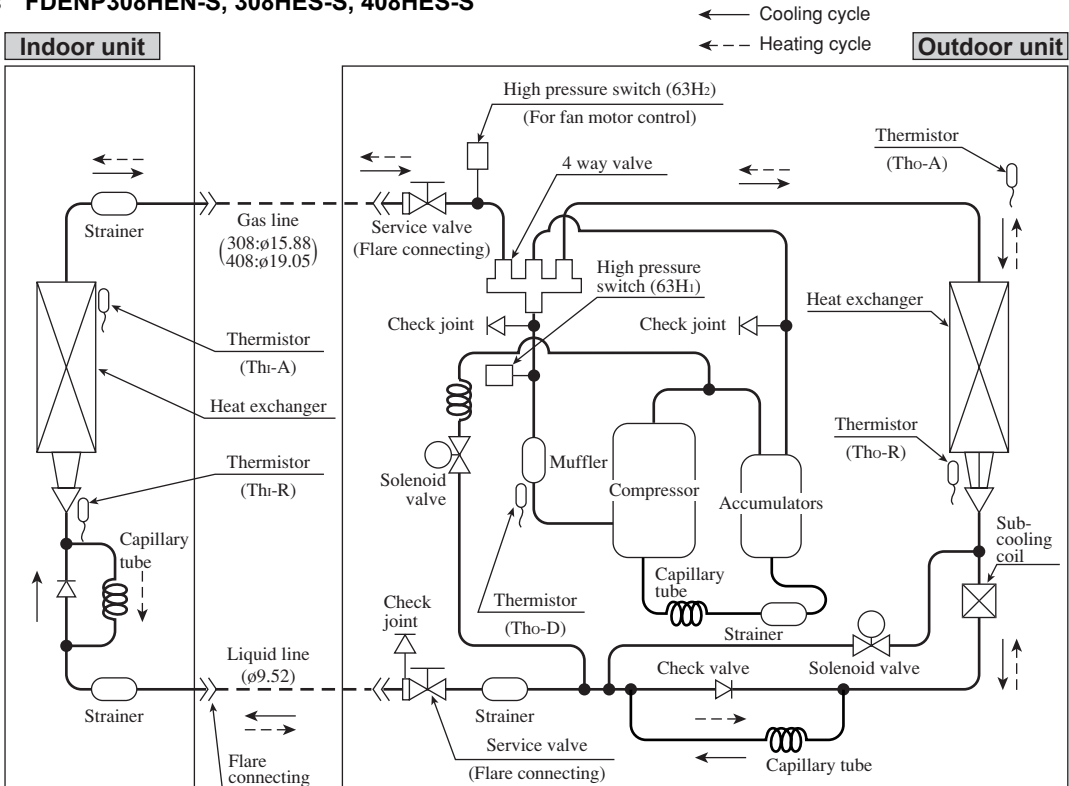 FDENP308HEN-S, 308HES-S, 408HES-S
Cooling cycle
Heating cycle
Indoor unit
Outdoor unit
High pressure switch (63H2)
(For fan motor control)
Thermistor
(ThO-A)
4 way valve
Strainer
Gas line
(308:ø15.88
408:ø19.05)
Service valve
(Flare connecting)
High pressure
switch (63H1)
Heat exchanger
Check joint
Check joint
Thermistor
(ThI-A)
Heat exchanger
Thermistor
(ThO-R)
Thermistor
(ThI-R)
Solenoid
valve
Muffler
Compressor
Accumulators
Sub-
cooling
coil
Capillary
tube
Capillary
tube
Check
joint
Thermistor
(ThO-D)
Strainer
Liquid line
(ø9.52)
Check valve
Solenoid valve
Strainer
Strainer
Service valve
(Flare connecting)
Capillary tube
Flare
connecting